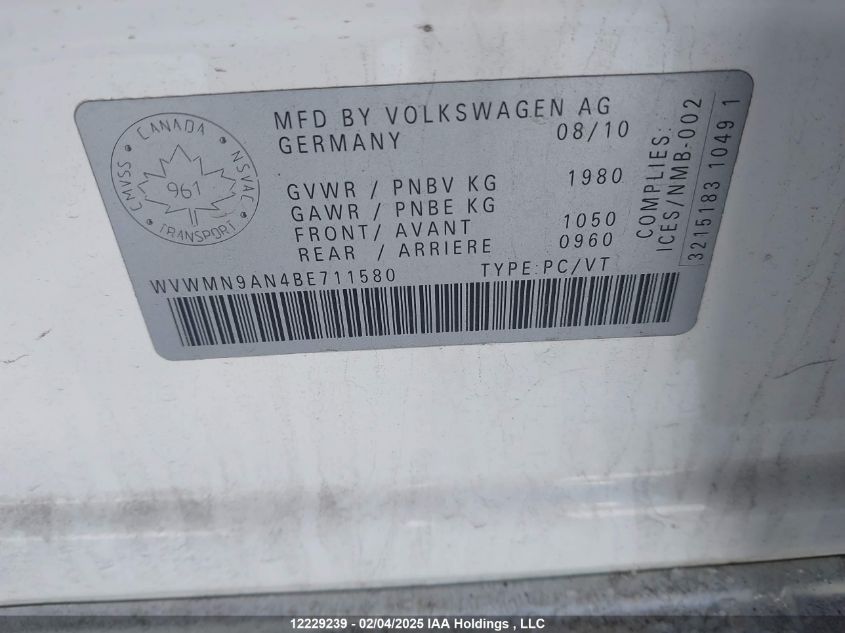 CANADA
CMVSS
NSVAC
961
TRANSPORT
MFD BY VOLKSWAGEN AG
GERMANY 08/10
GVWR / PNBV KG 1980
GAWR / PNBE KG
FRONT/ AVANT 1050
REAR / ARRIERE 0960
WVWMN9AN4BE711580 TYPE:PC/VT
COMPLIES:
ICES/NMB-002
3215183 1049 1
12229239 - 02/04/2025 IAA Holdings , LLC